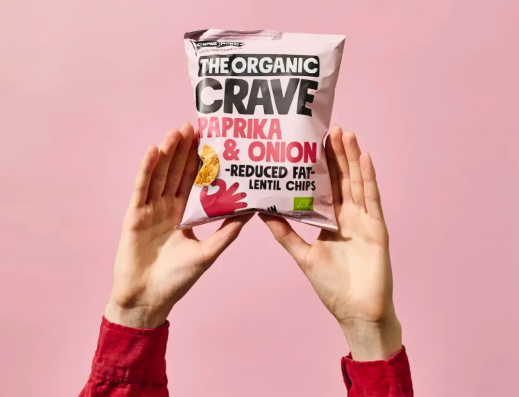 THE ORGANIC
CRAVE
PAPRIKA
& ONION
-REDUCED FAT-
LENTIL CHIPS